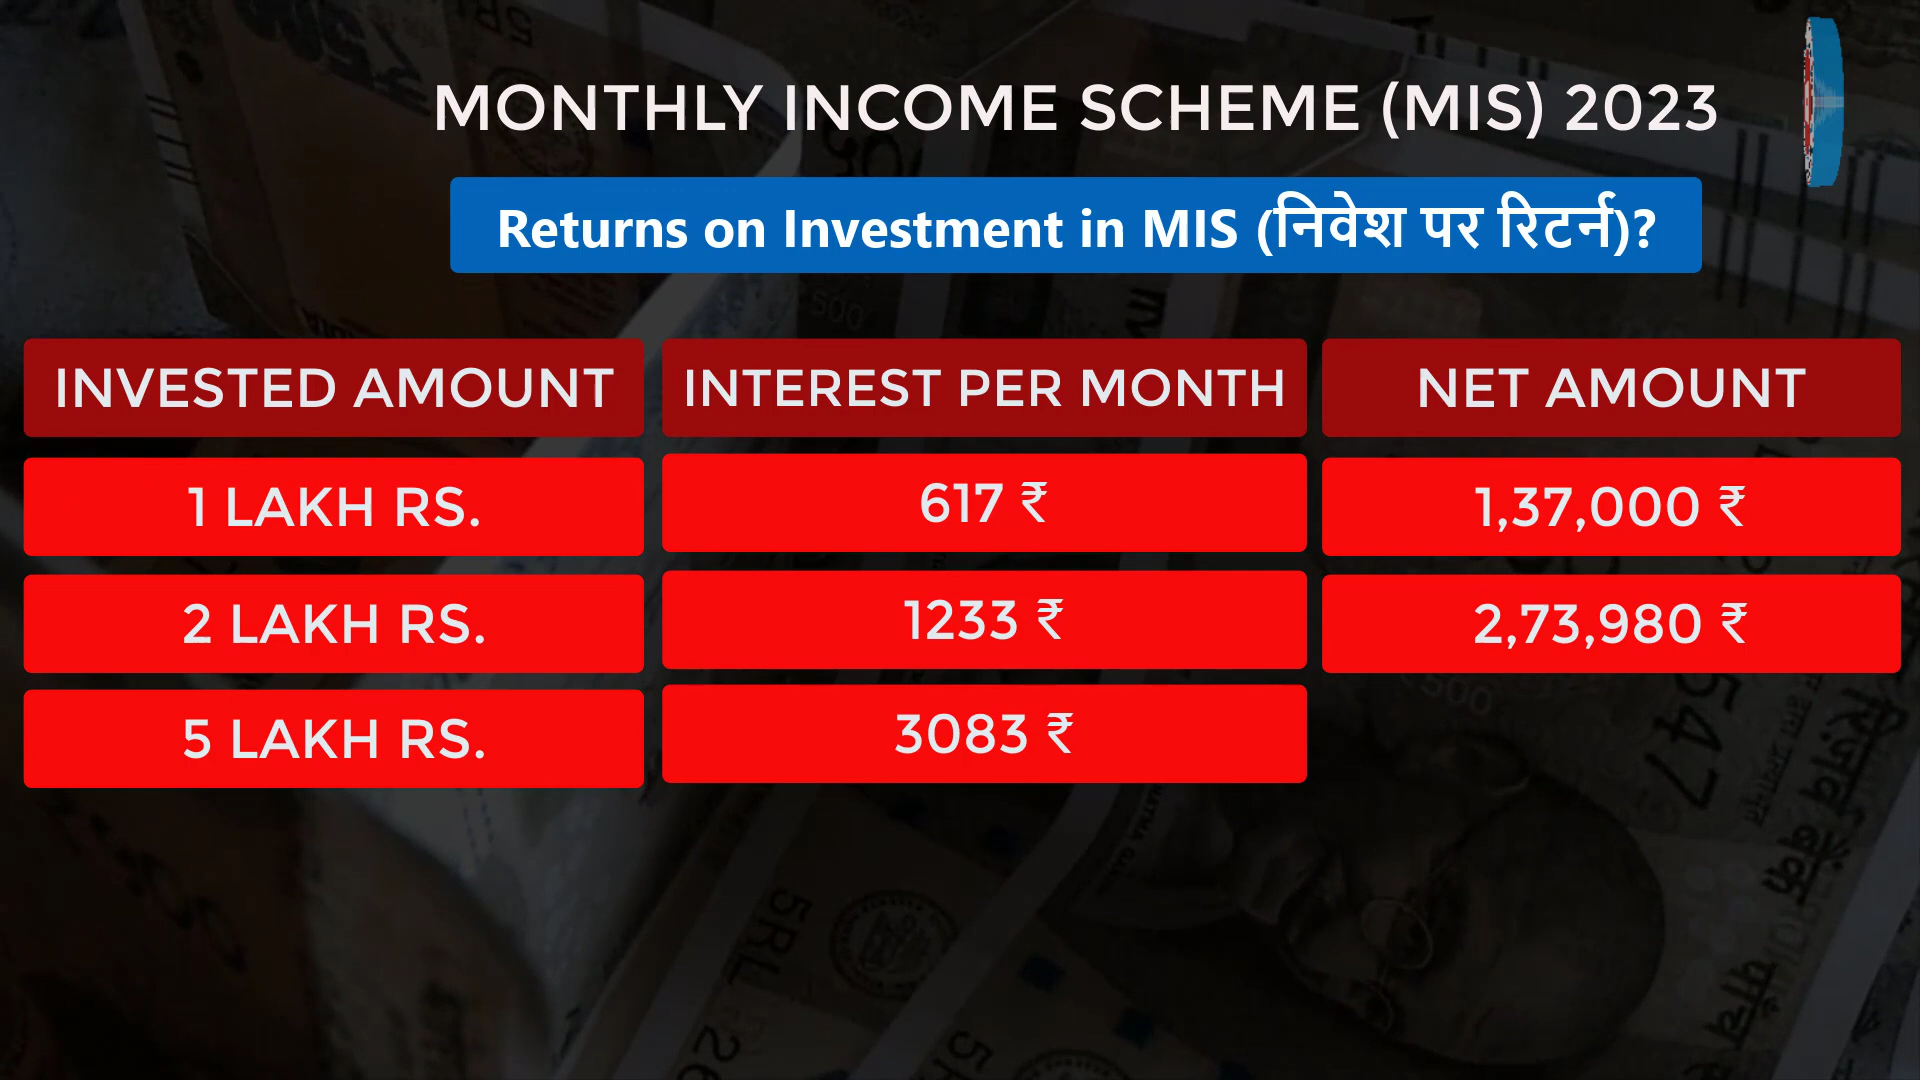 MONTHLY INCOME SCHEME (MIS) 2023
Returns on Investment in MIS (निवेश पर रिटर्न)?
INVESTED AMOUNT INTEREST PER MONTH NET AMOUNT
1 LAKH RS. 617 ₹ 1,37,000 ₹
2 LAKH RS. 1233 ₹ 2,73,980 ₹
5 LAKH RS. 3083 ₹